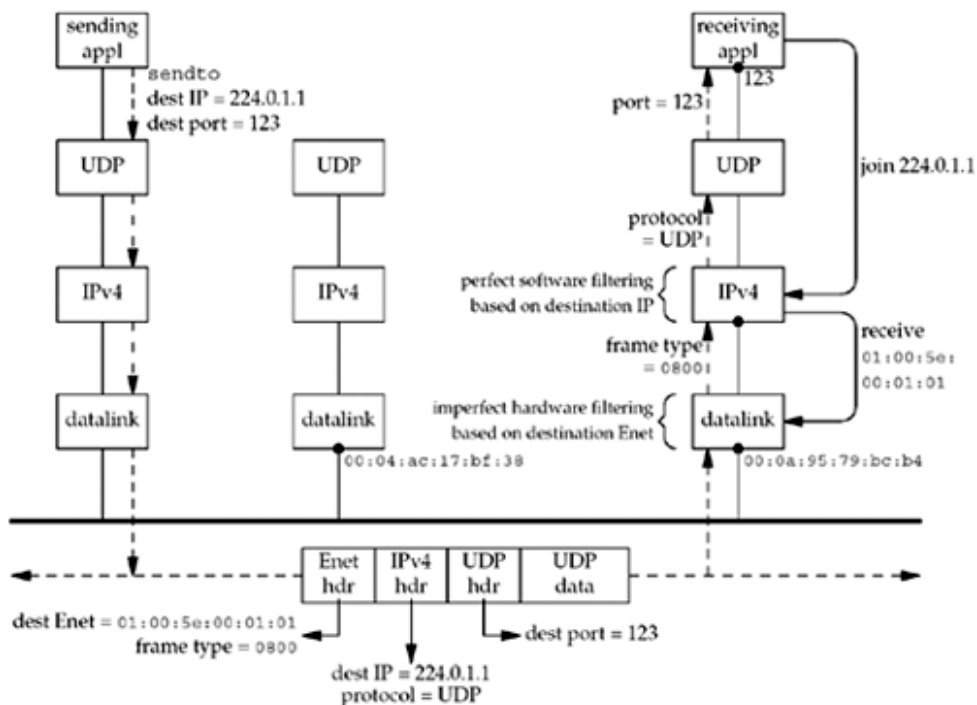 sending
appl
sendto
dest IP = 224.0.1.1
dest port = 123
receiving
appl
123
port = 123
UDP
UDP
UDP
join 224.0.1.1
protocol
= UDP
IPv4
IPv4
perfect software filtering
based on destination IP
IPv4
frame type
= 0800
receive
01:00:5e:
00:01:01
datalink
datalink
imperfect hardware filtering
based on destination Enet
datalink
00:04:ac:17:bf:38
00:0a:95:79:bc:b4
Enet
hdr
IPv4
hdr
UDP
hdr
UDP
data
dest Enet = 01:00:5e:00:01:01
frame type = 0800
dest port = 123
dest IP = 224.0.1.1
protocol = UDP